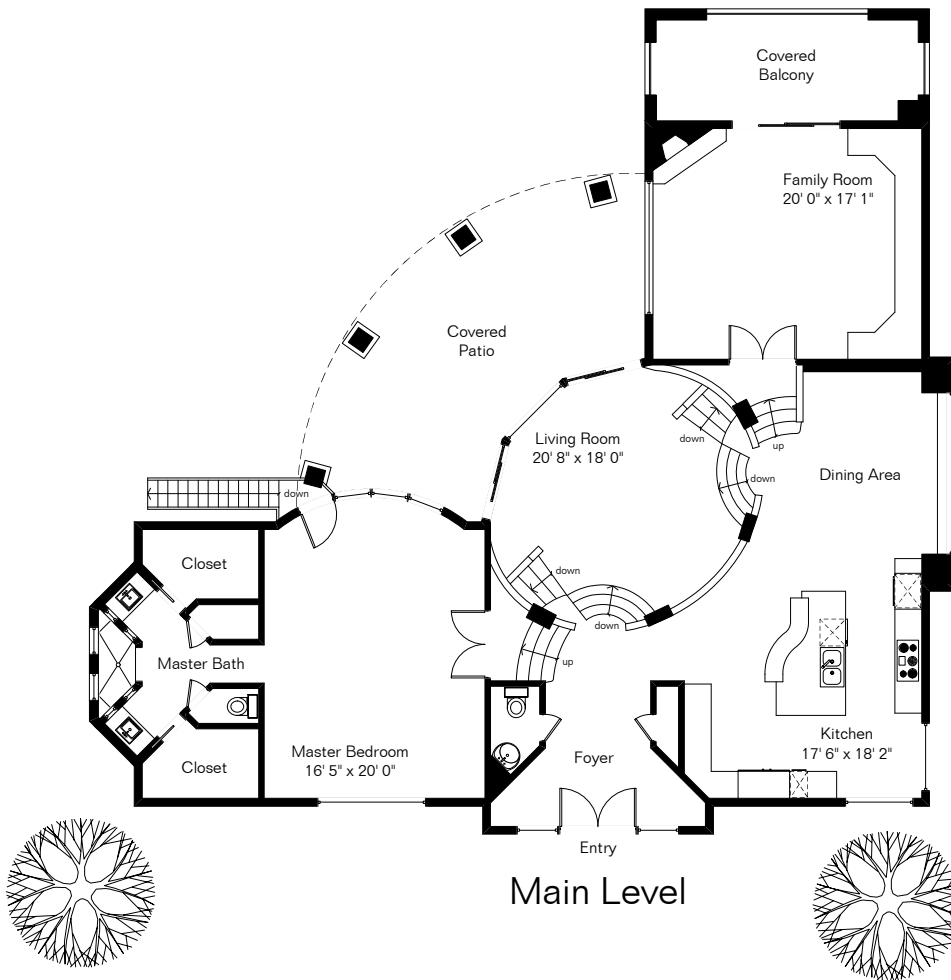 Covered
Balcony
Family Room
20' 0" x 17' 1"
Covered
Patio
Living Room
20' 8" x 18' 0"
down
up
down
Dining Area
down
Closet
down
down
up
Master Bath
Closet
Master Bedroom
16' 5" x 20' 0"
Foyer
Kitchen
17' 6" x 18' 2"
Entry
Main Level